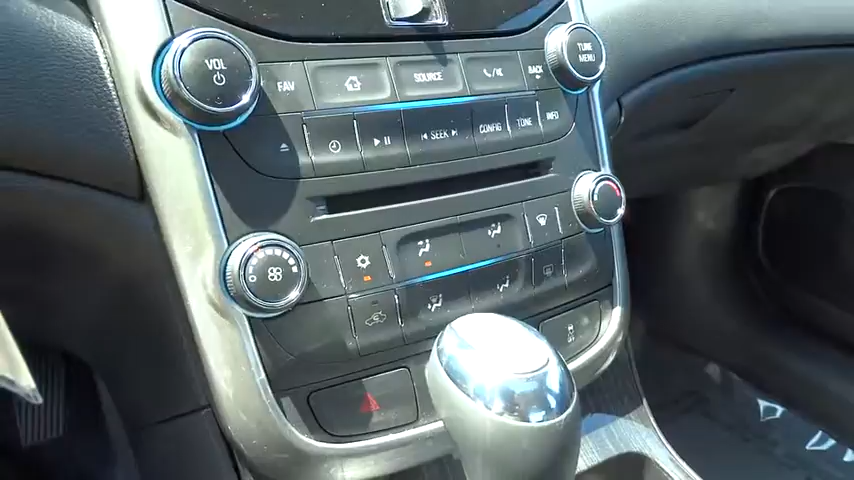 VOL
FAV
SOURCE
BACK
TUNE
MENU
SEEK
CONFIG
TONE
INFO